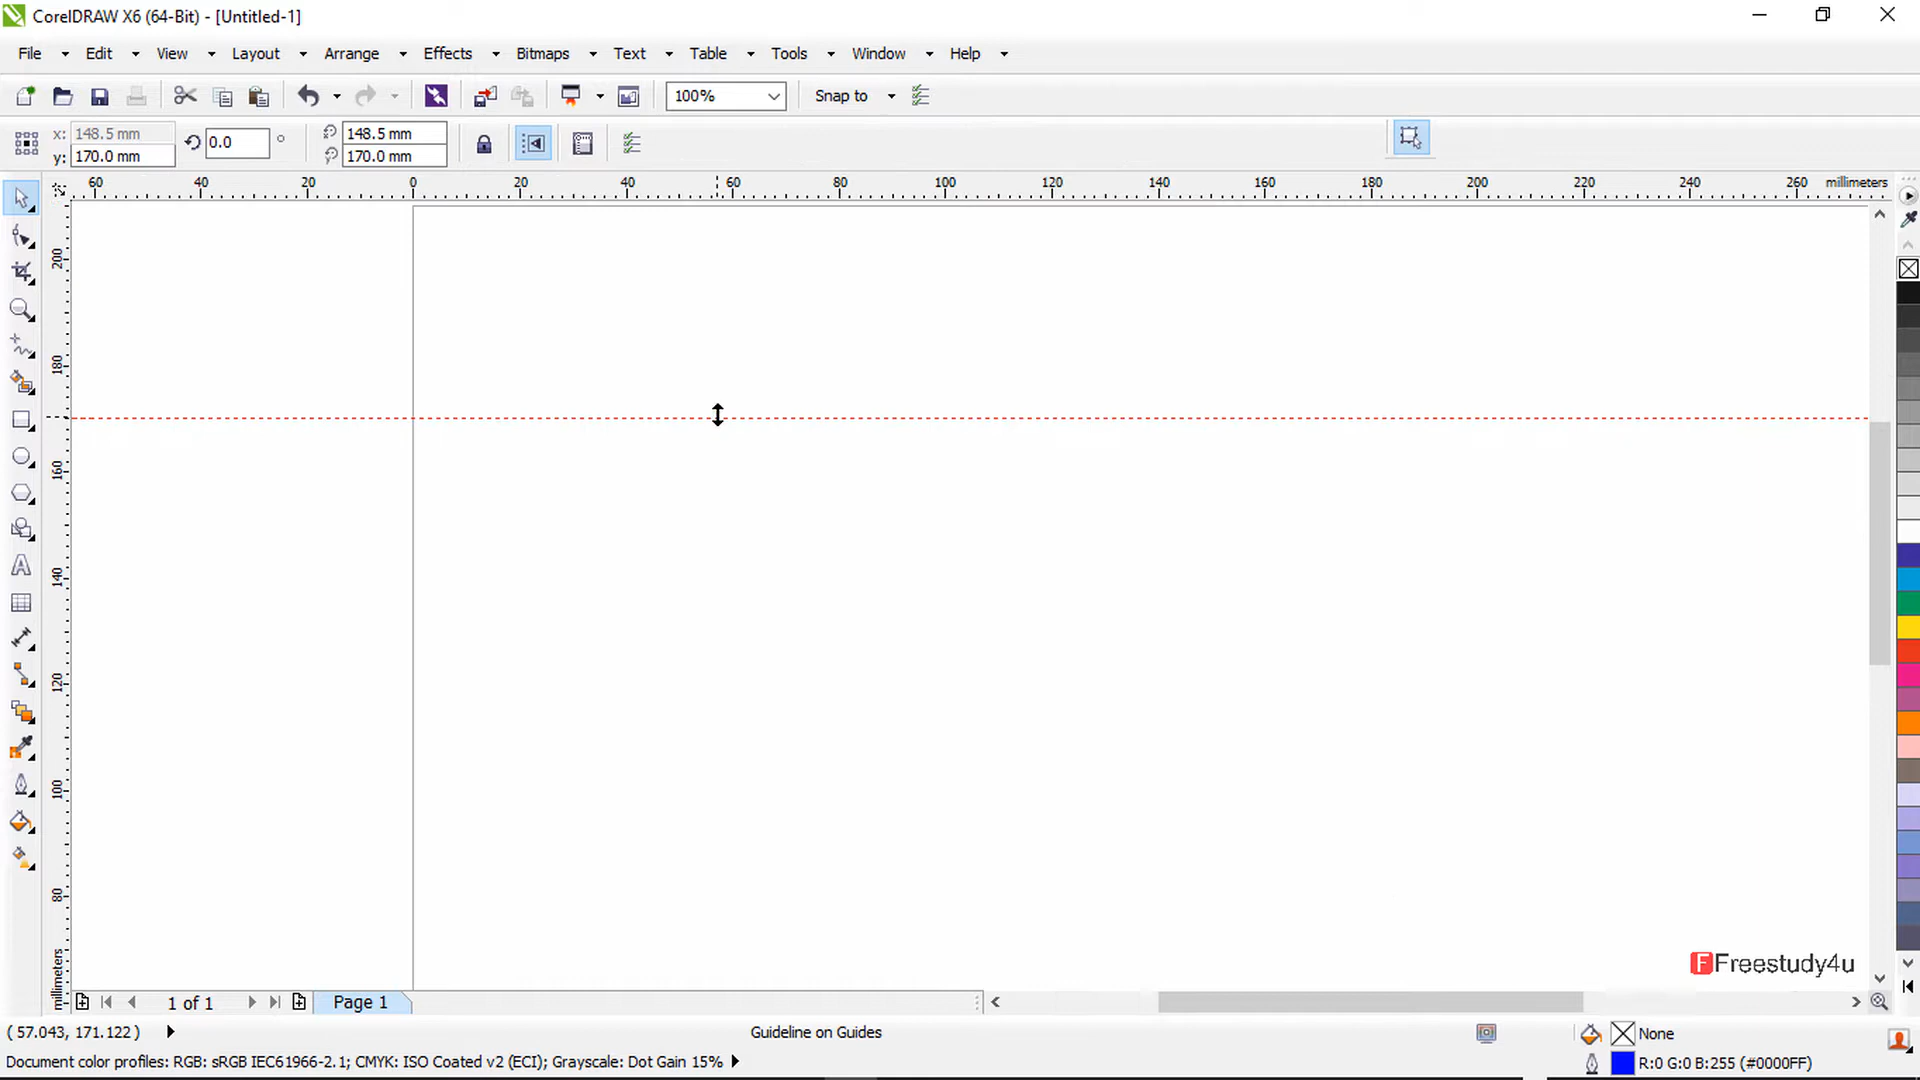 CorelDRAW X6 (64-Bit) - [Untitled-1]
File Edit View Layout Arrange Effects Bitmaps Text Table Tools Window Help
100% Snap to
x: 148.5 mm 0.0 ° 148.5 mm
y: 170.0 mm 170.0 mm
60 40 20 0 20 40 60 80 100 120 140 160 180 200 220 240 260 millimeters
200
180
160
140
120
100
80
millimeters
Freestudy4u
1 of 1 Page 1
( 57.043, 171.122 ) Guideline on Guides None
Document color profiles: RGB: sRGB IEC61966-2.1; CMYK: ISO Coated v2 (ECI); Grayscale: Dot Gain 15% R:0 G:0 B:255 (#0000FF)